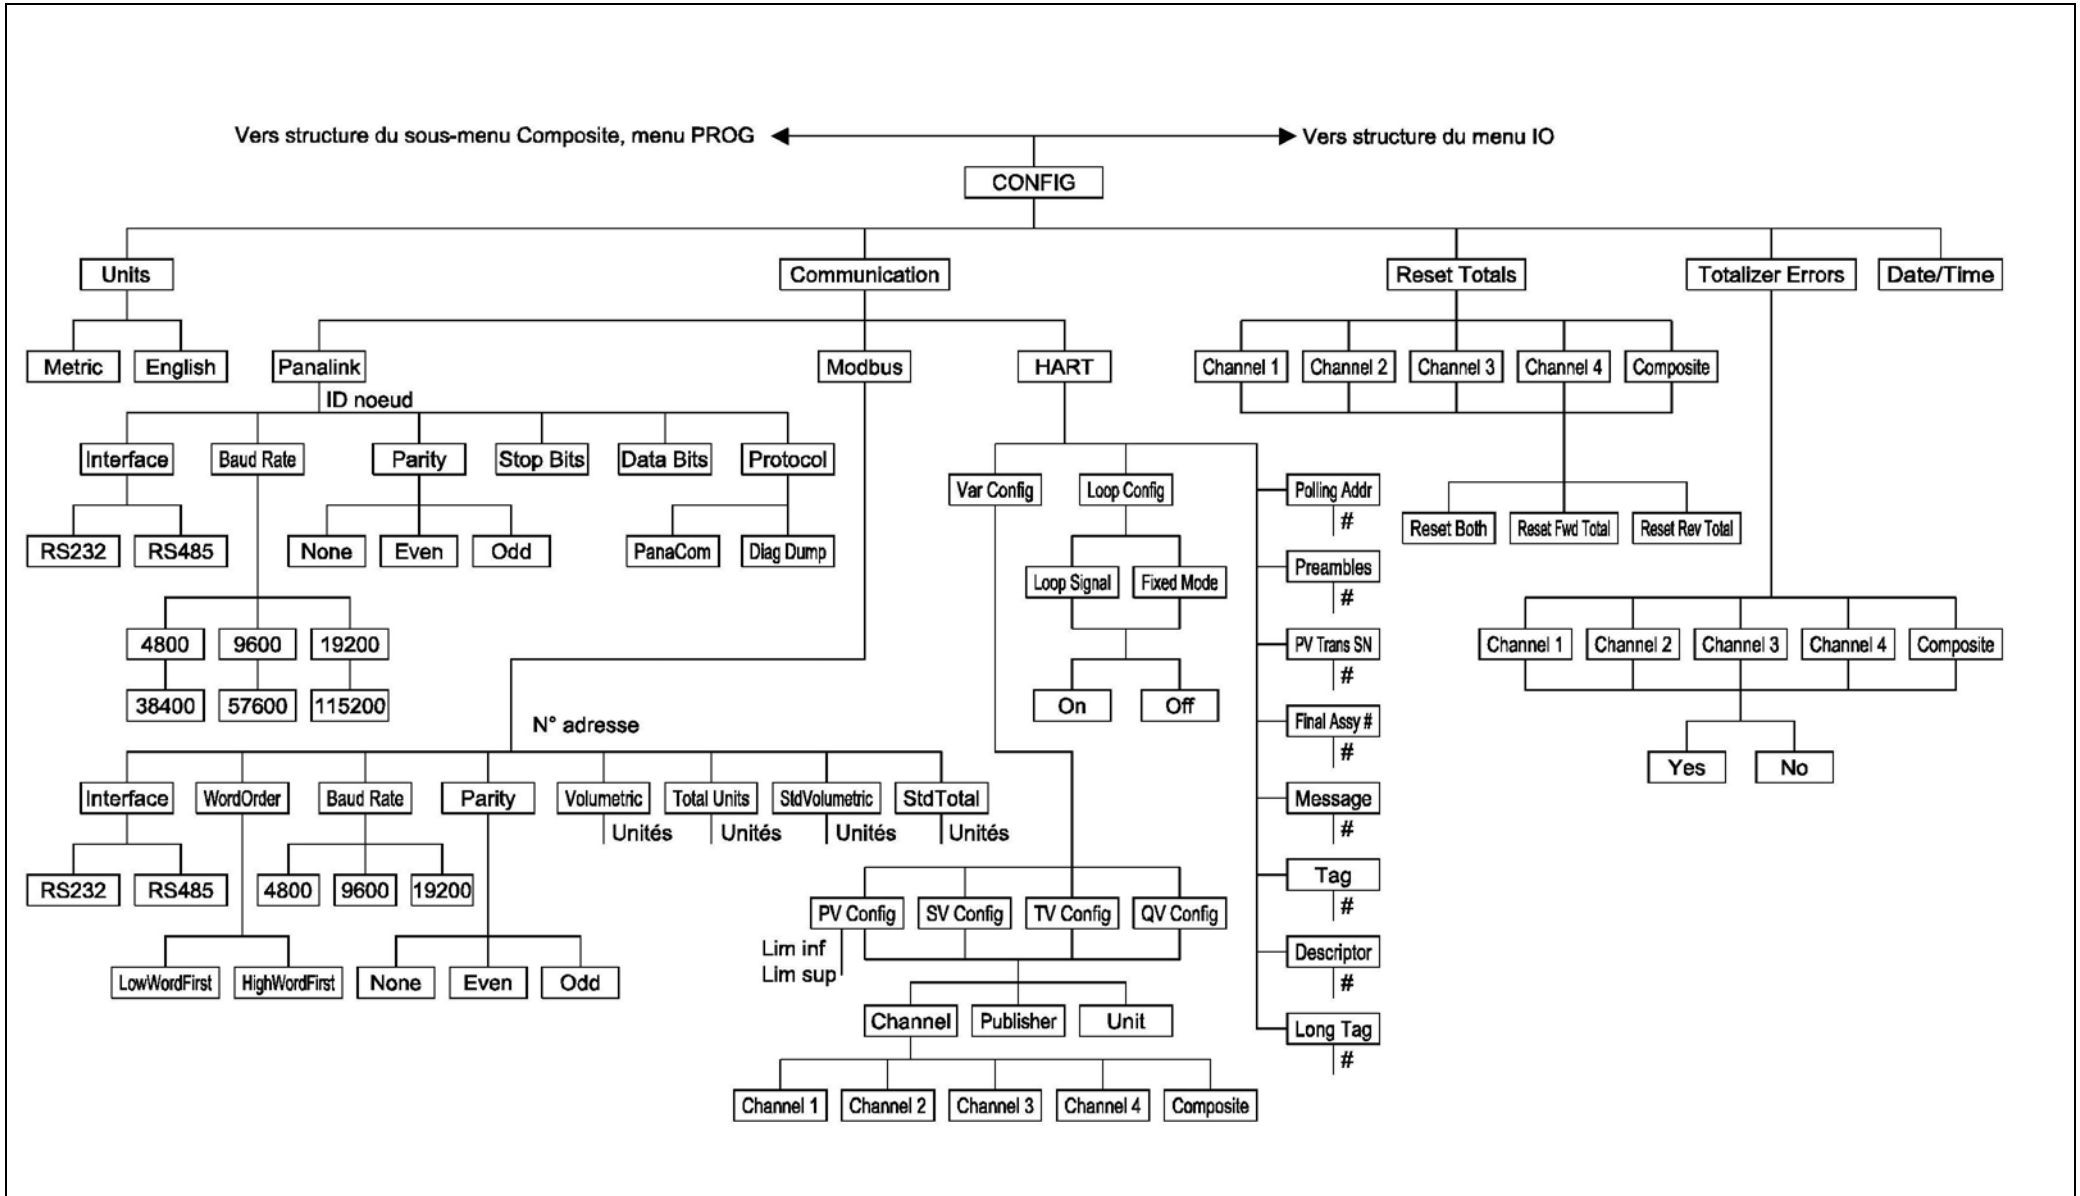 Vers structure du sous-menu Composite, menu PROG
Vers structure du menu IO
CONFIG
Units
Communication
Reset Totals
Totalizer Errors
Date/Time
Metric
English
Panalink
Modbus
HART
Channel 1
Channel 2
Channel 3
Channel 4
Composite
ID noeud
Interface
Baud Rate
Parity
Stop Bits
Data Bits
Protocol
Var Config
Loop Config
Polling Addr
#
Reset Both
Reset Fwd Total
Reset Rev Total
RS232
RS485
None
Even
Odd
PanaCom
Diag Dump
Preambles
#
Loop Signal
Fixed Mode
4800
9600
19200
PV Trans SN
#
Channel 1
Channel 2
Channel 3
Channel 4
Composite
38400
57600
115200
On
Off
Final Assy #
#
N° adresse
Yes
No
Interface
WordOrder
Baud Rate
Parity
Volumetric
Total Units
StdVolumetric
StdTotal
Message
#
Unités
Unités
Unités
Unités
RS232
RS485
4800
9600
19200
Tag
#
PV Config
SV Config
TV Config
QV Config
Lim inf
Lim sup
Descriptor
#
LowWordFirst
HighWordFirst
None
Even
Odd
Channel
Publisher
Unit
Long Tag
#
Channel 1
Channel 2
Channel 3
Channel 4
Composite